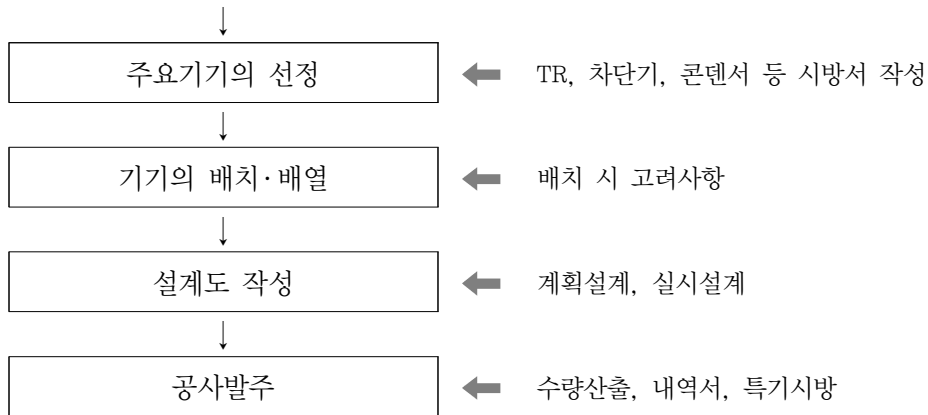 주요기기의 선정
TR, 차단기, 콘덴서 등 시방서 작성
기기의 배치·배열
배치 시 고려사항
설계도 작성
계획설계, 실시설계
공사발주
수량산출, 내역서, 특기시방